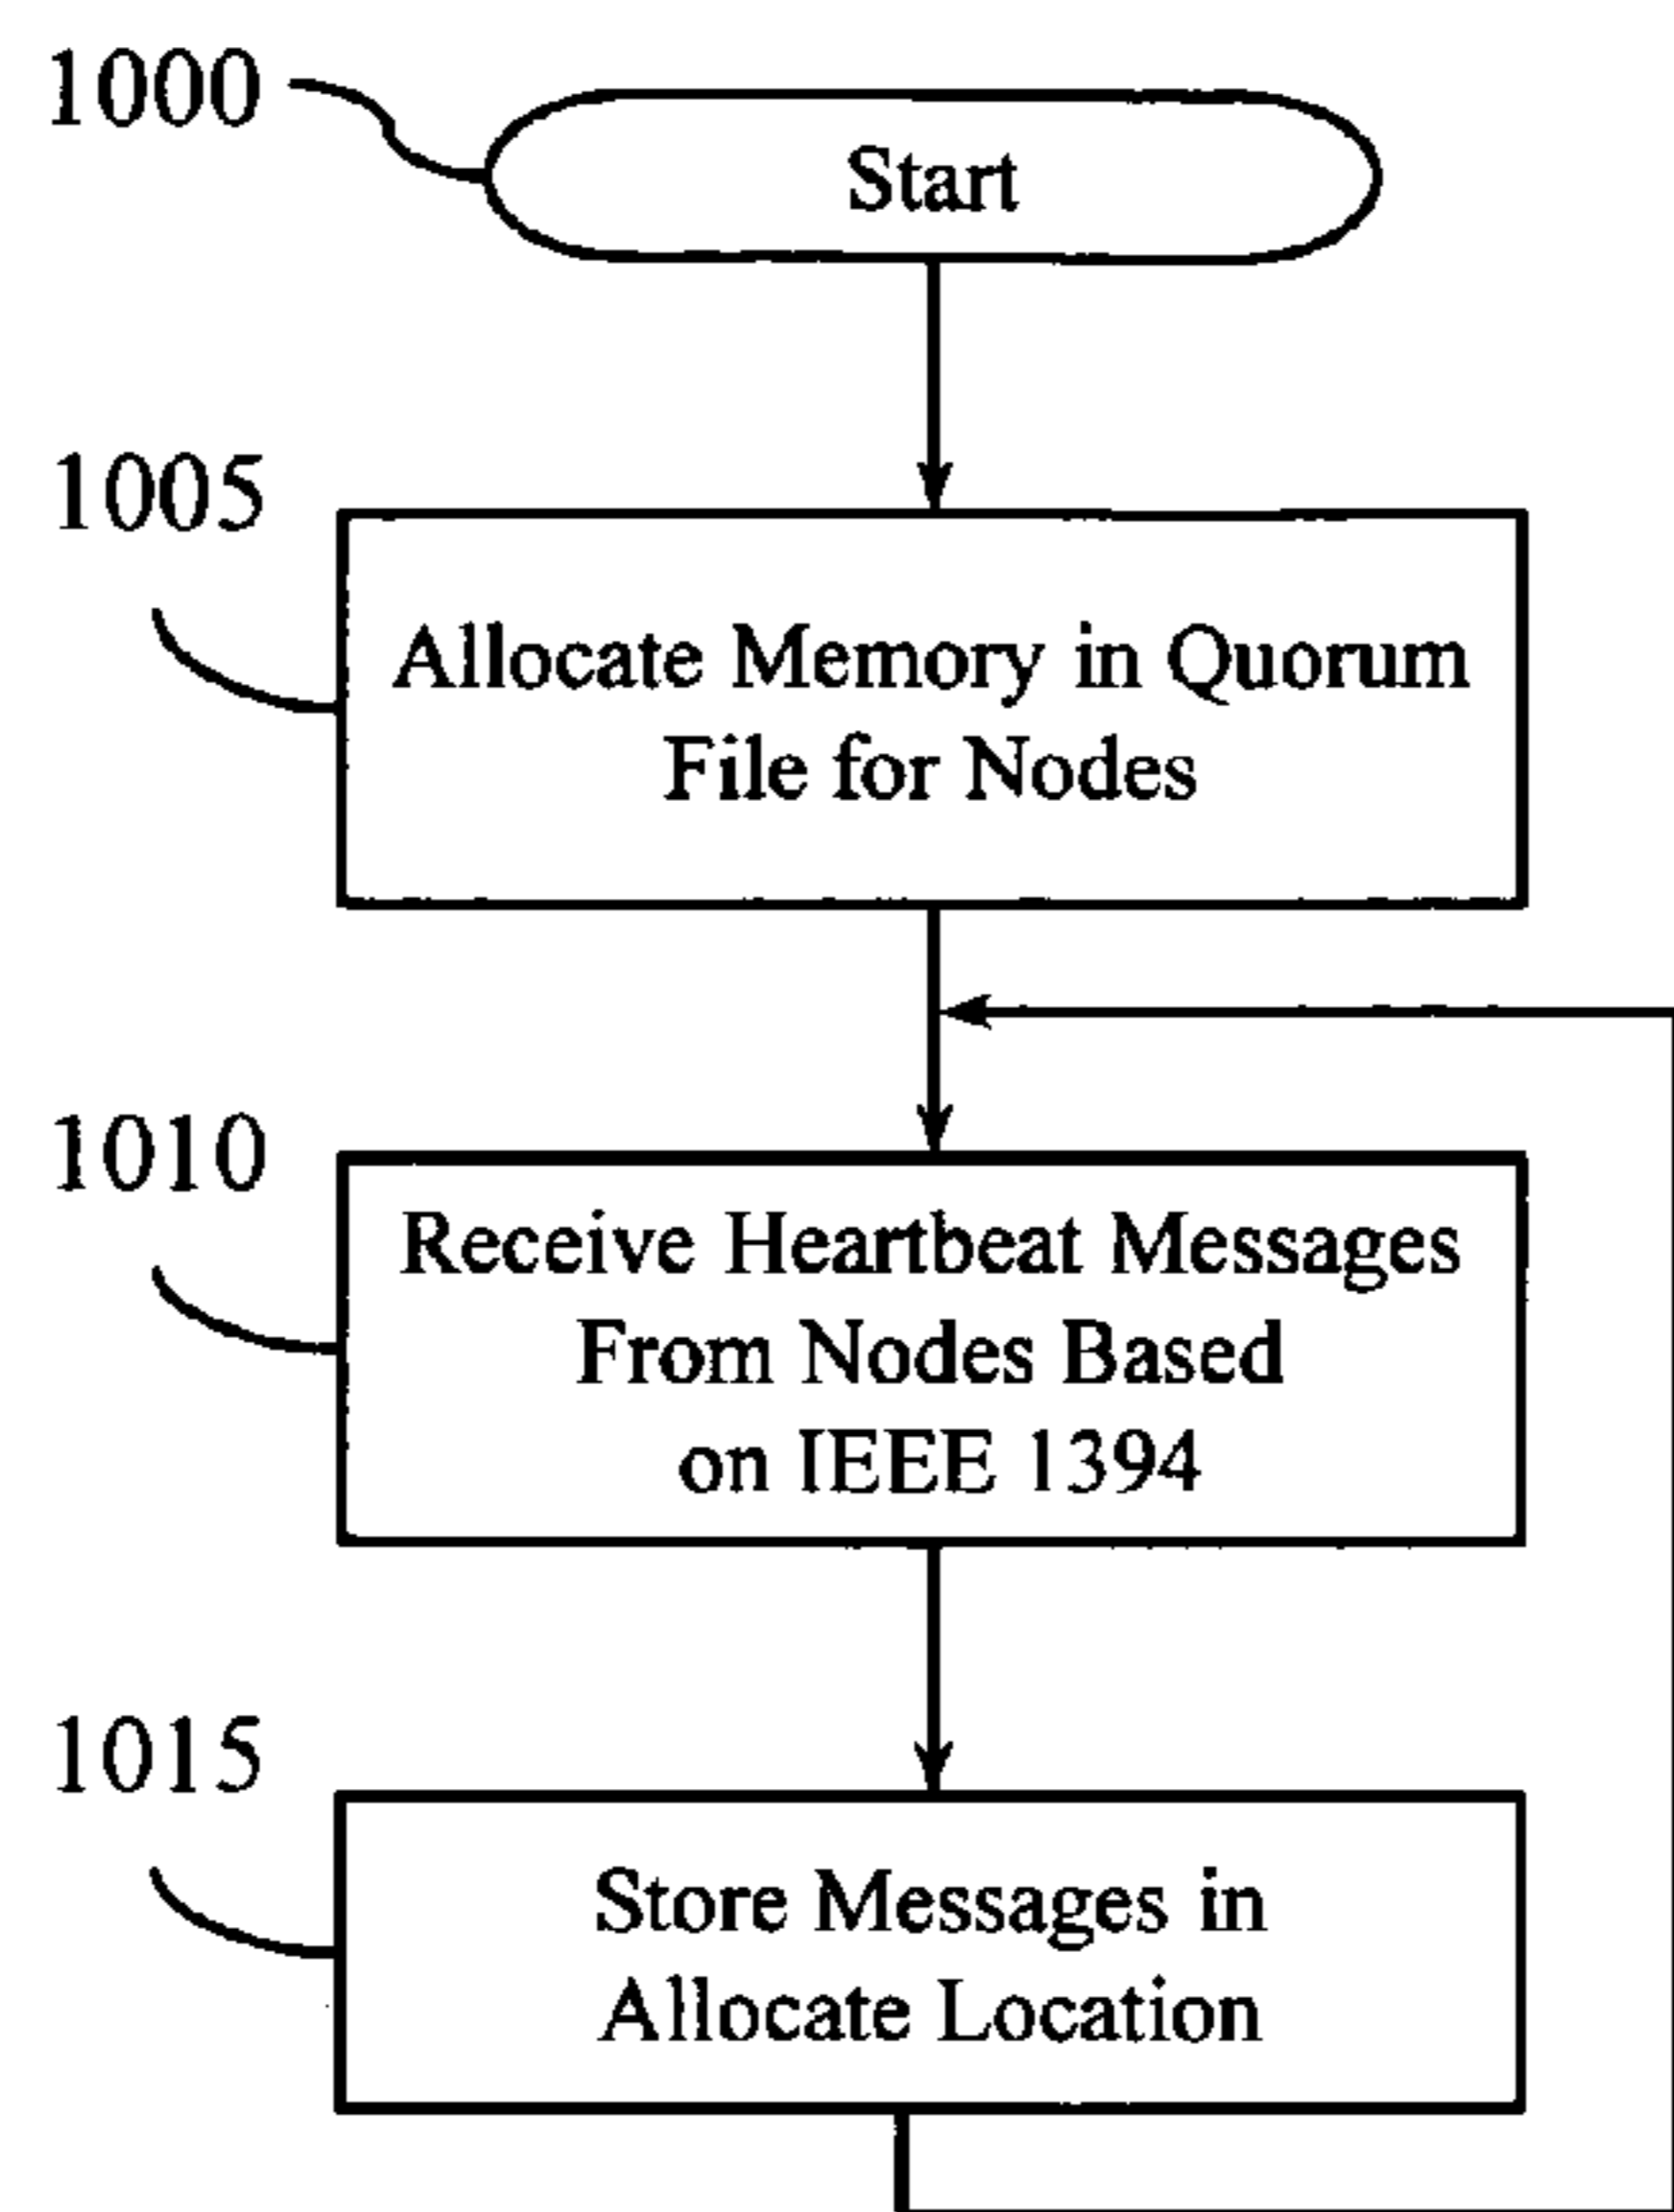 1000
Start
1005
Allocate Memory in Quorum
File for Nodes
1010
Receive Heartbeat Messages
From Nodes Based
on IEEE 1394
1015
Store Messages in
Allocate Location